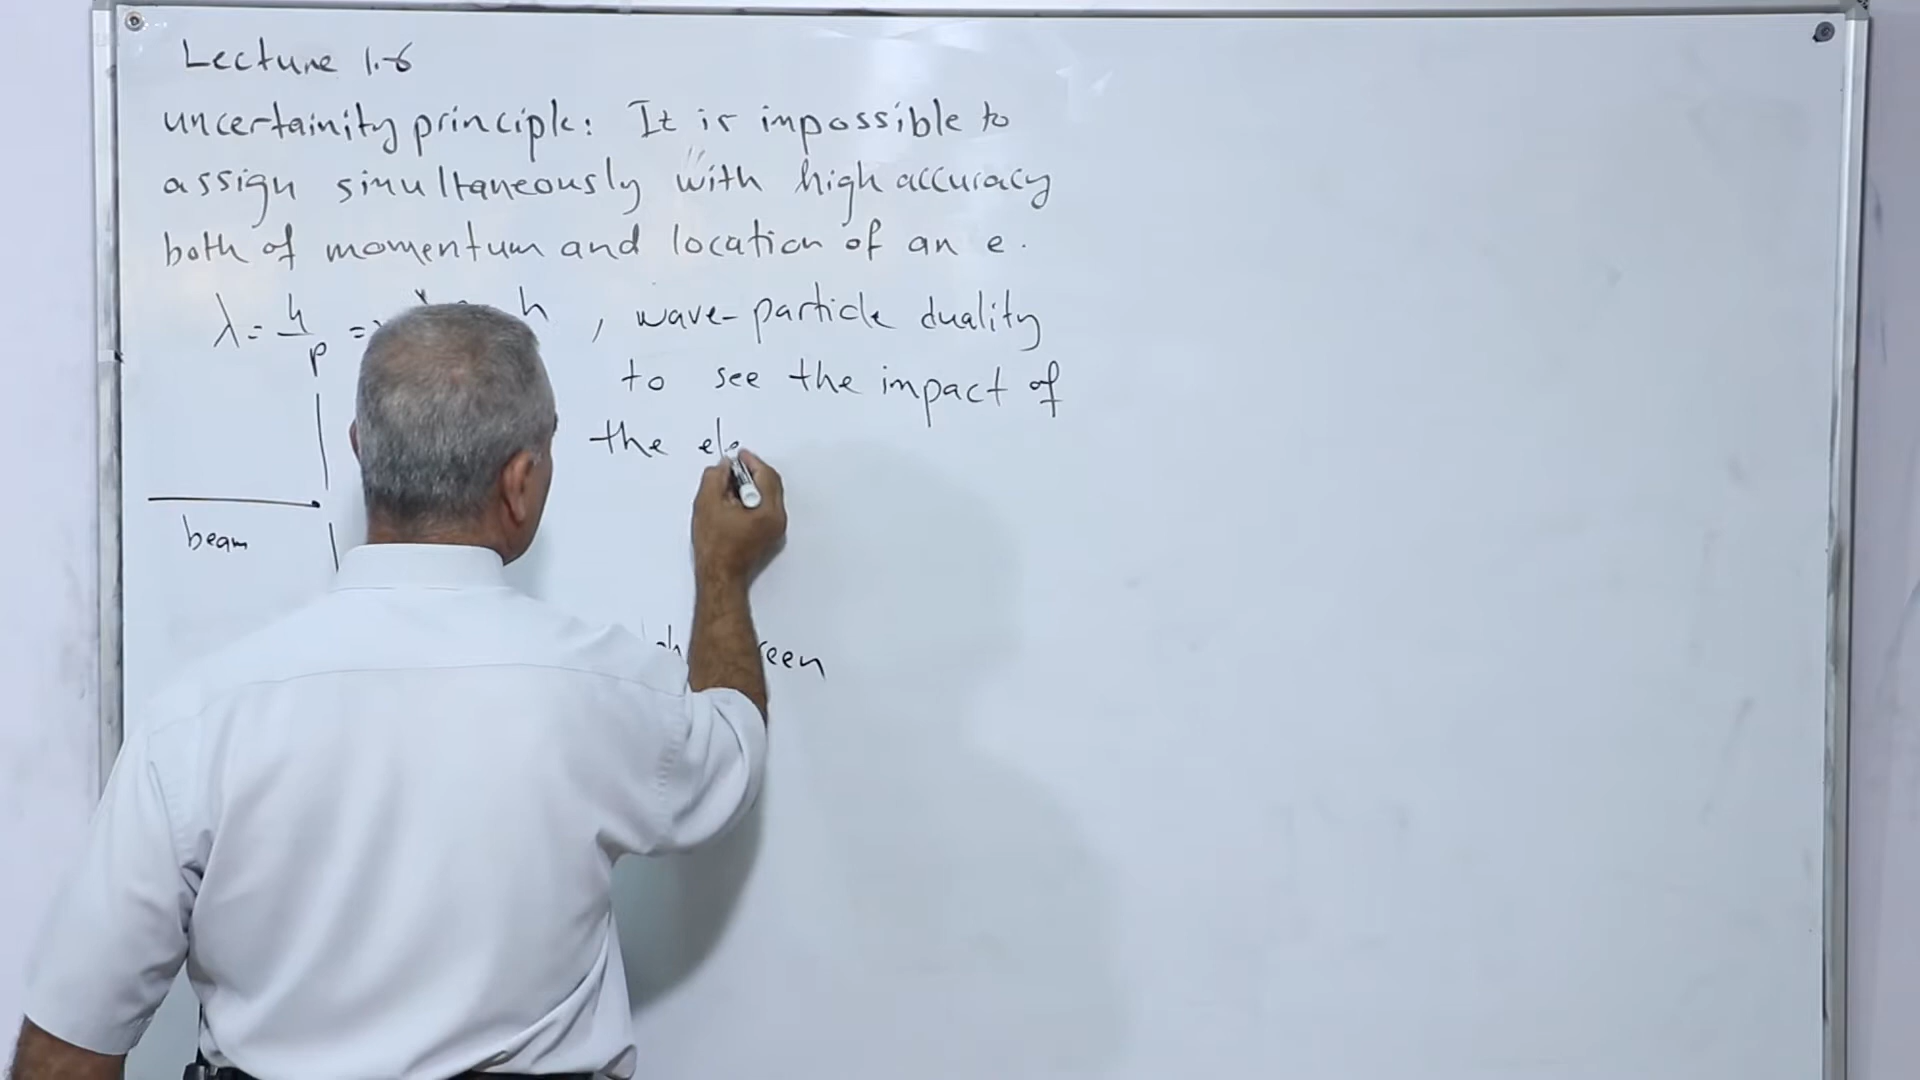 Lecture 1.6
uncertainity principle: It is impossible to
assign simultaneously with high accuracy
both of momentum and location of an e.
λ = h/p = h , wave-particle duality
to see the impact of
the ele
beam